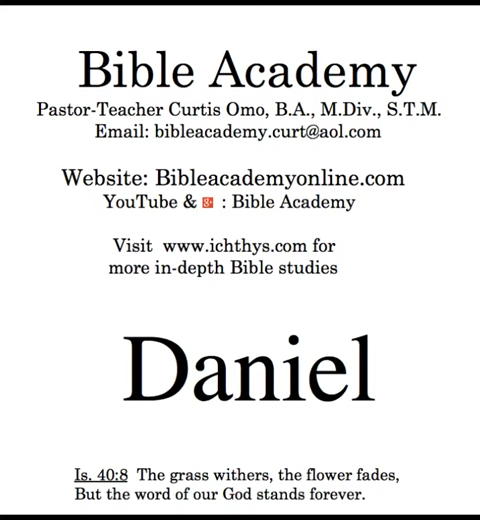 Bible Academy
Pastor-Teacher Curtis Omo, B.A., M.Div., S.T.M.
Email: bibleacademy.curt@aol.com
Website: Bibleacademyonline.com
YouTube & g+ : Bible Academy
Visit www.ichthys.com for
more in-depth Bible studies
Daniel
Is. 40:8 The grass withers, the flower fades,
But the word of our God stands forever.